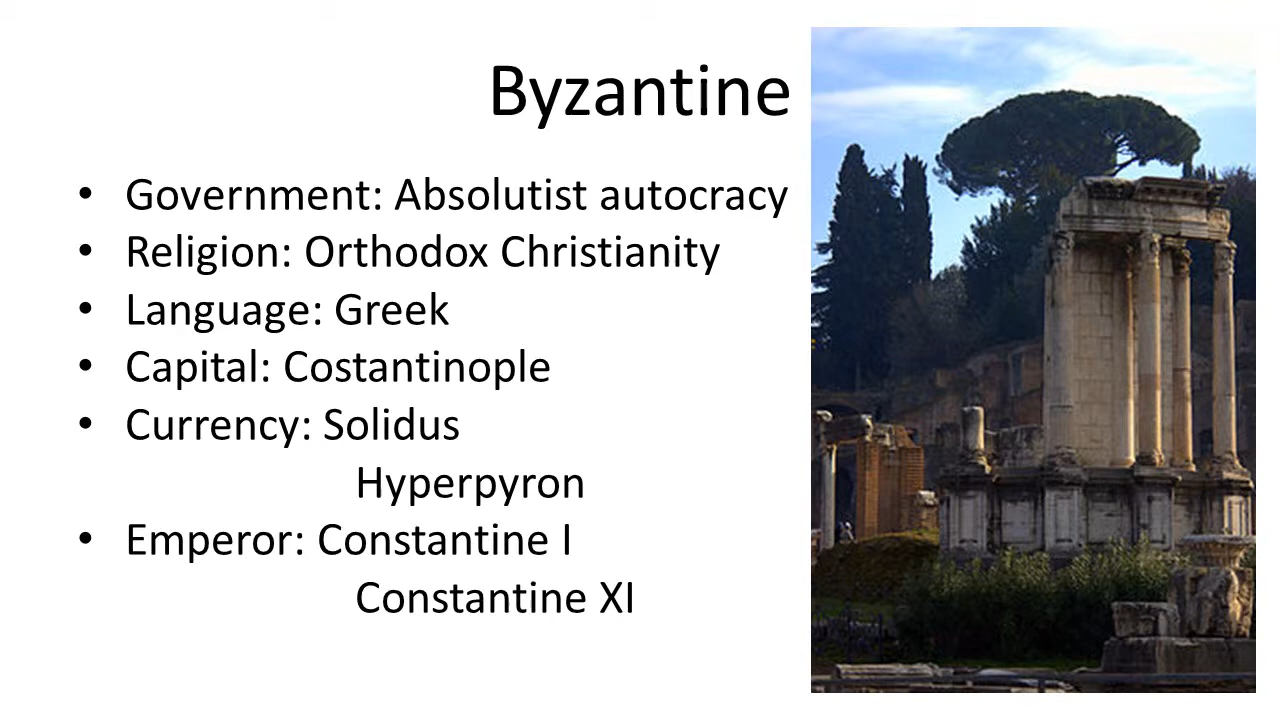 Byzantine
• Government: Absolutist autocracy
• Religion: Orthodox Christianity
• Language: Greek
• Capital: Costantinople
• Currency: Solidus
Hyperpyron
• Emperor: Constantine I
Constantine XI